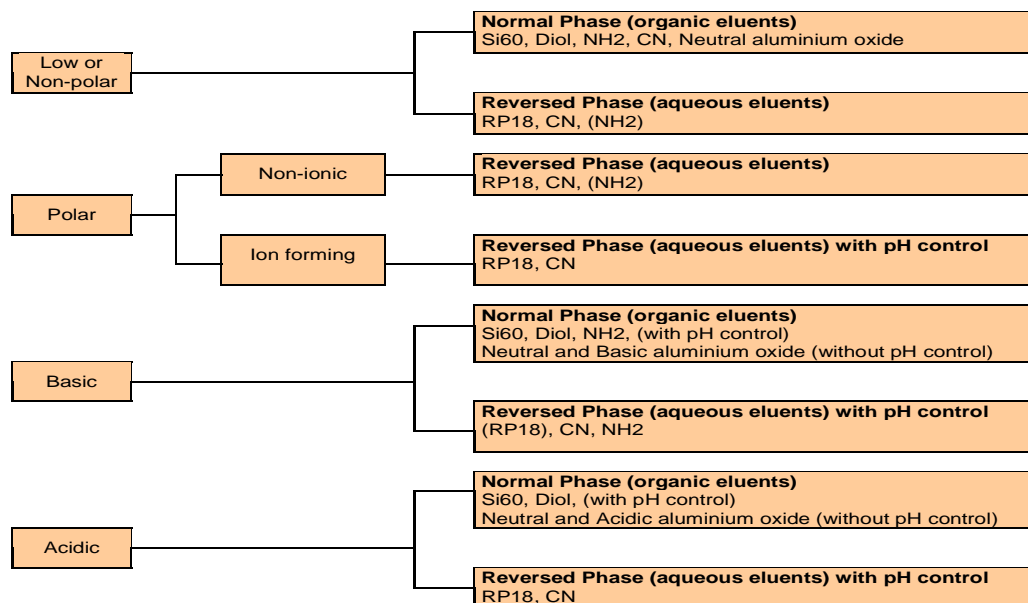 Low or
Non-polar
Normal Phase (organic eluents)
Si60, Diol, NH2, CN, Neutral aluminium oxide
Reversed Phase (aqueous eluents)
RP18, CN, (NH2)
Polar
Non-ionic
Reversed Phase (aqueous eluents)
RP18, CN, (NH2)
Ion forming
Reversed Phase (aqueous eluents) with pH control
RP18, CN
Basic
Normal Phase (organic eluents)
Si60, Diol, NH2, (with pH control)
Neutral and Basic aluminium oxide (without pH control)
Reversed Phase (aqueous eluents) with pH control
(RP18), CN, NH2
Acidic
Normal Phase (organic eluents)
Si60, Diol, (with pH control)
Neutral and Acidic aluminium oxide (without pH control)
Reversed Phase (aqueous eluents) with pH control
RP18, CN